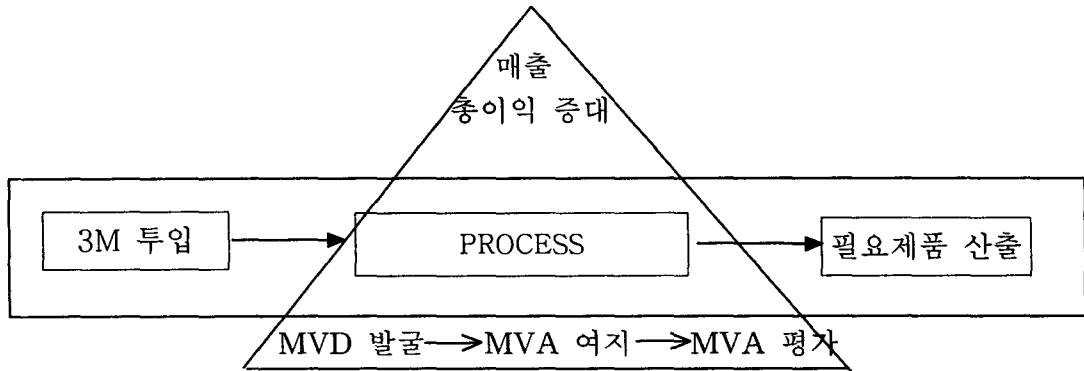 매출
총이익 증대
3M 투입
PROCESS
필요제품 산출
MVD 발굴→MVA 여지→MVA 평가